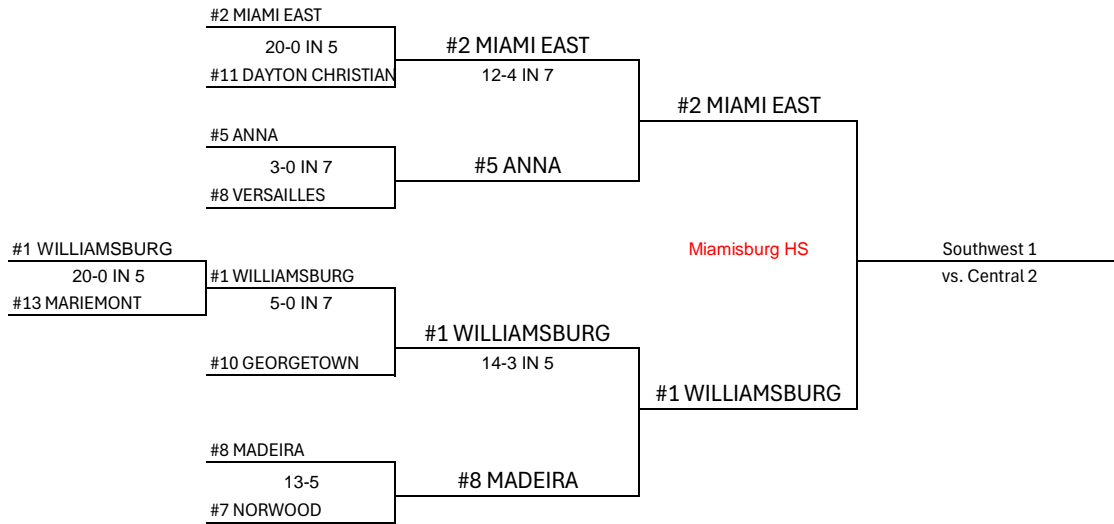 #2 MIAMI EAST
20-0 IN 5
#2 MIAMI EAST
#11 DAYTON CHRISTIAN
12-4 IN 7
#2 MIAMI EAST
#5 ANNA
3-0 IN 7
#5 ANNA
#8 VERSAILLES
#1 WILLIAMSBURG
Miamisburg HS
Southwest 1
20-0 IN 5
#1 WILLIAMSBURG
vs. Central 2
#13 MARIEMONT
5-0 IN 7
#1 WILLIAMSBURG
#10 GEORGETOWN
14-3 IN 5
#1 WILLIAMSBURG
#8 MADEIRA
13-5
#8 MADEIRA
#7 NORWOOD